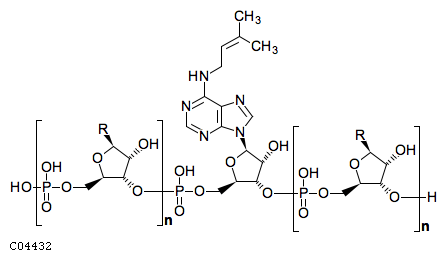 CH₃
CH₃
HN
N N
R N N R
OH OH OH
O O O
OH OH OH
HO P O O P O O P O O H
O O O
n n
C04432